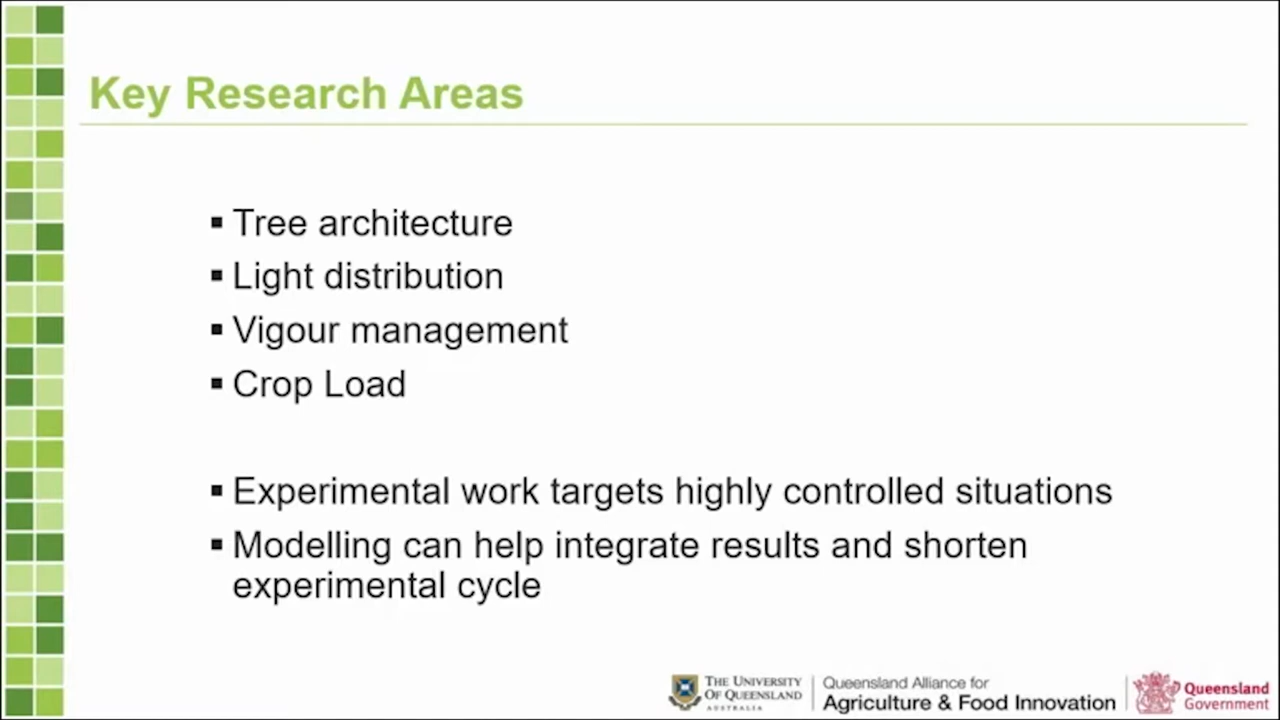 Key Research Areas
▪ Tree architecture
▪ Light distribution
▪ Vigour management
▪ Crop Load
▪ Experimental work targets highly controlled situations
▪ Modelling can help integrate results and shorten
experimental cycle
THE UNIVERSITY
OF QUEENSLAND
AUSTRALIA
Queensland Alliance for
Agriculture & Food Innovation
Queensland
Government